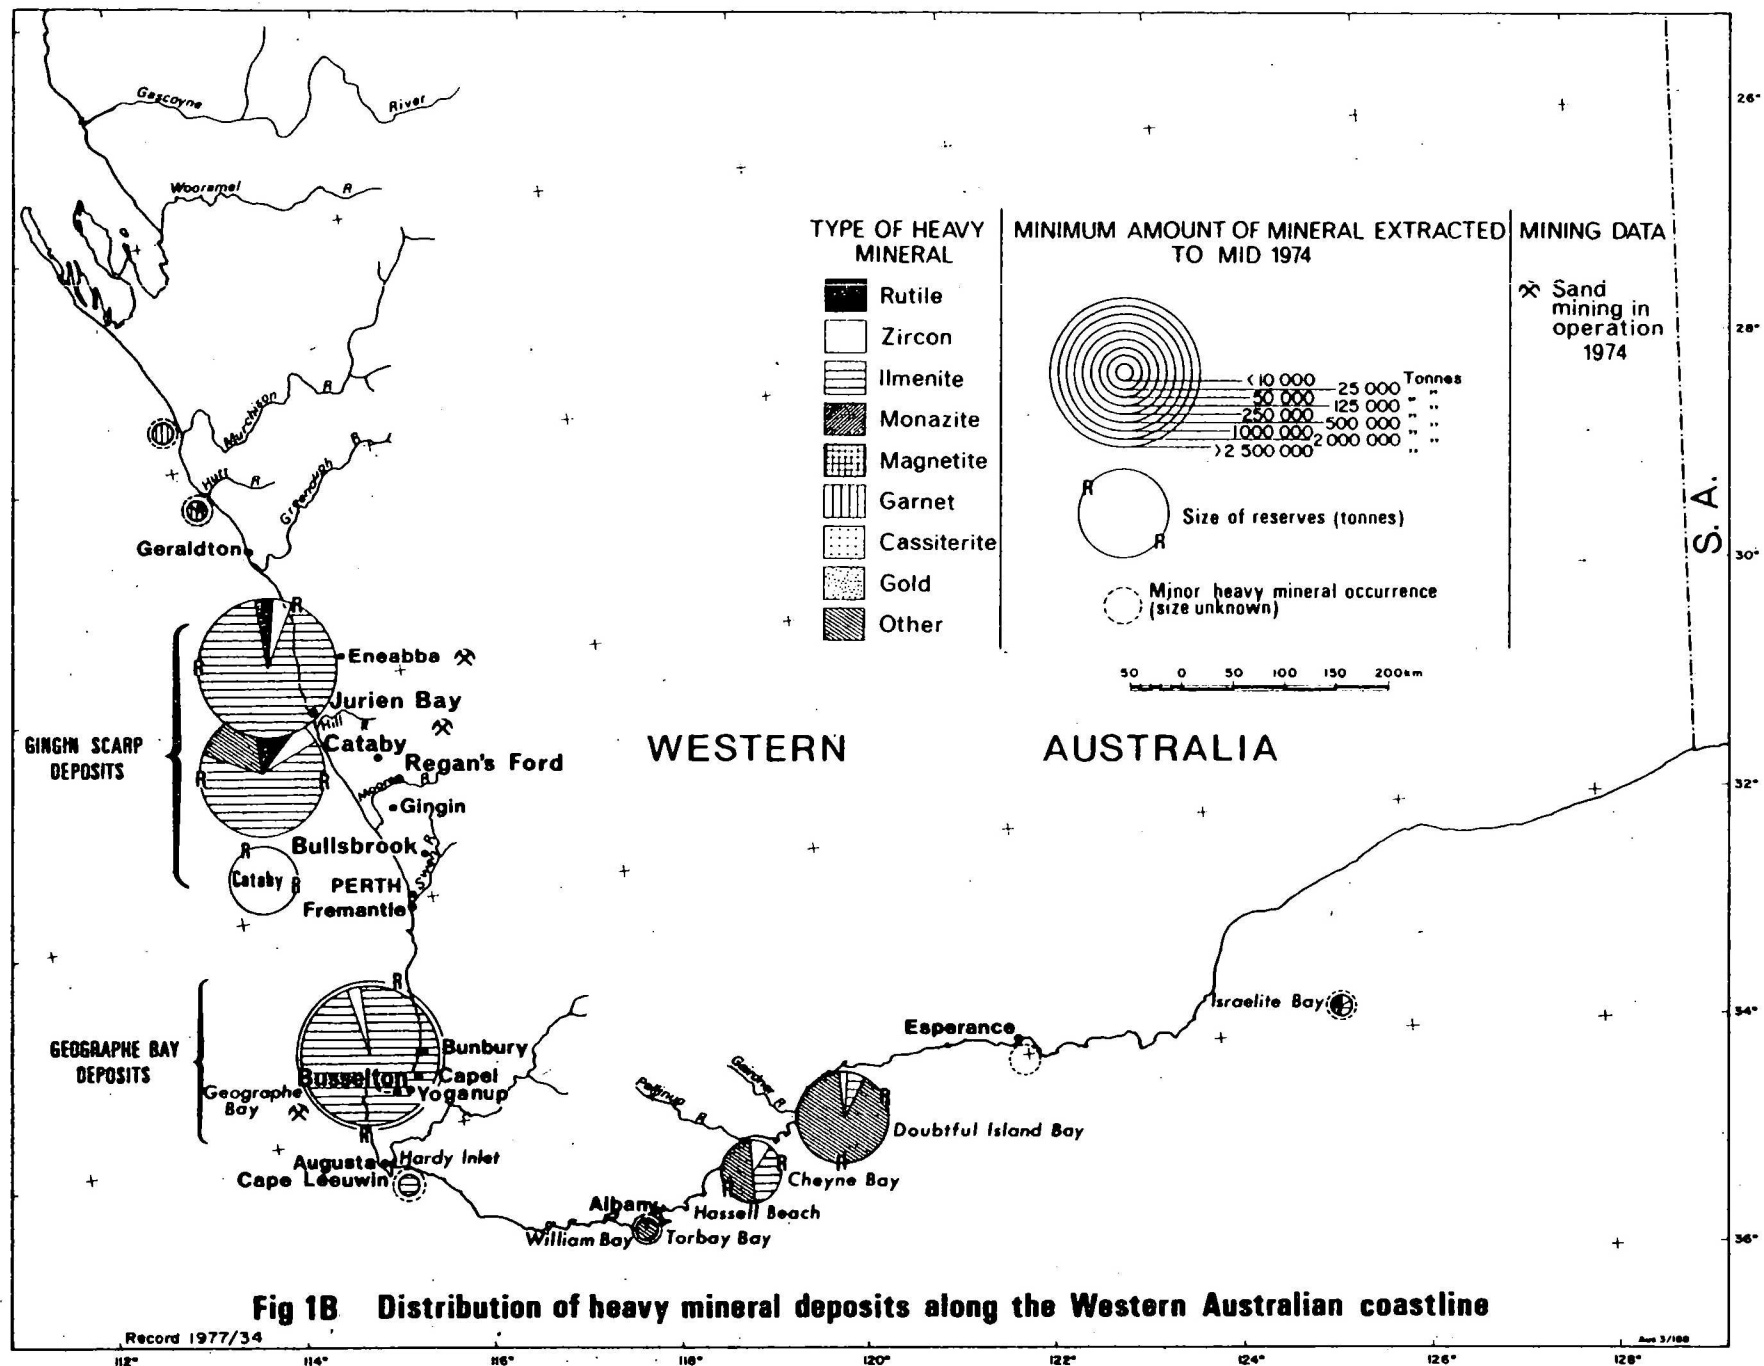 Gascoyne River
26°
Wooramel R
TYPE OF HEAVY
MINERAL
MINIMUM AMOUNT OF MINERAL EXTRACTED
TO MID 1974
MINING DATA
Rutile
Zircon
Ilmenite
Monazite
Magnetite
Garnet
Cassiterite
Gold
Other
<10 000 Tonnes
25 000 "
50 000 "
125 000 "
250 000 "
500 000 "
1000 000 "
2 000 000 "
>2 500 000 "
R
R
Size of reserves (tonnes)
Minor heavy mineral occurrence
(size unknown)
50 0 50 100 150 200km
Sand
mining in
operation
1974
28°
S. A.
30°
Murchison R
Hutt R
Greenough R
Geraldton
R
R
Eneabba
Jurien Bay
Hill R
GINGIN SCARP
DEPOSITS
Cataby
Regan's Ford
R
R
Moore R
Gingin
WESTERN AUSTRALIA
32°
Bullsbrook
Swan R
R
Cataby
R
PERTH
Fremantle
R
GEOGRAPHE BAY
DEPOSITS
Bunbury
Busselton
Capel
Yoganup
Geographe
Bay
R
Augusta
Hardy Inlet
Cape Leeuwin
Israelite Bay
34°
Esperance
Gardner R
Pallinup R
R
Doubtful Island Bay
R
R
Cheyne Bay
R
Hassell Beach
Albany
William Bay
Torbay Bay
36°
Fig 1B Distribution of heavy mineral deposits along the Western Australian coastline
Record 1977/34
Aus 3/188
112° 114° 116° 118° 120° 122° 124° 126° 128°